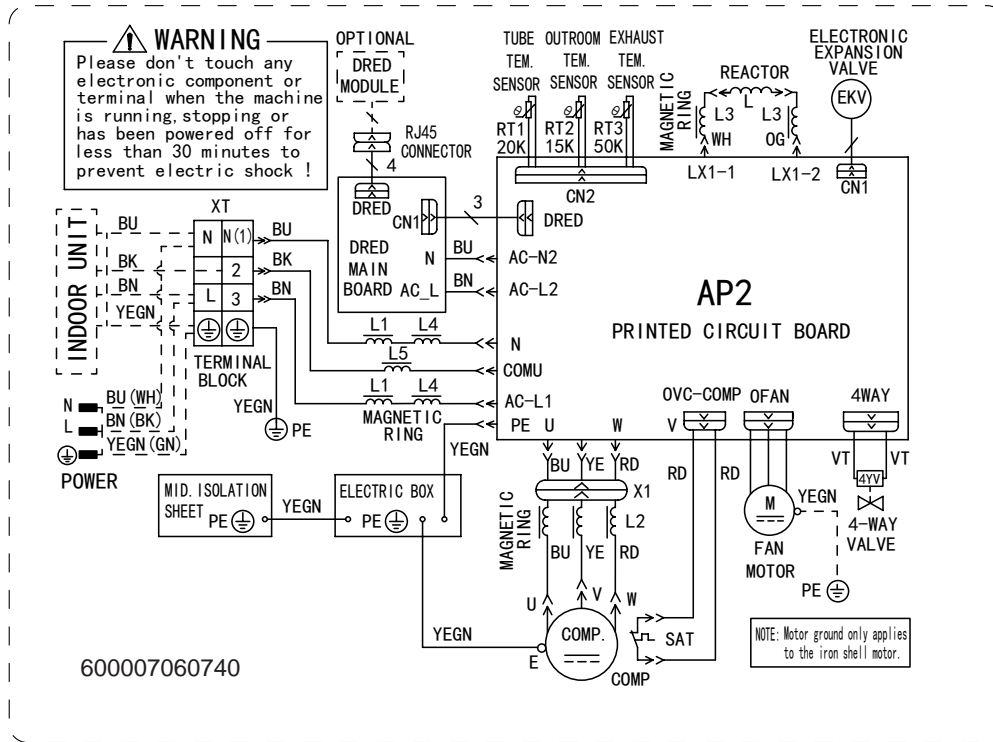 WARNING
Please don't touch any
electronic component or
terminal when the machine
is running,stopping or
has been powered off for
less than 30 minutes to
prevent electric shock !
OPTIONAL
DRED
MODULE
RJ45
CONNECTOR
4
DRED
CN1
3
DRED
DRED
MAIN
BOARD
N
AC_L
BU
BN
AC-N2
AC-L2
TUBE
TEM.
SENSOR
OUTROOM
TEM.
SENSOR
EXHAUST
TEM.
SENSOR
RT1
20K
RT2
15K
RT3
50K
CN2
MAGNETIC
RING
REACTOR
L
L3
WH
L3
OG
LX1-1
LX1-2
ELECTRONIC
EXPANSION
VALVE
EKV
CN1
AP2
PRINTED CIRCUIT BOARD
INDOOR UNIT
BU
BK
BN
YEGN
XT
N
N(1)
2
L
3
BU
BK
BN
TERMINAL
BLOCK
YEGN
PE
L1
L4
L5
L1
L4
MAGNETIC
RING
N
COMU
AC-L1
PE
U
V
W
OVC-COMP
OFAN
4WAY
N
L
POWER
BU(WH)
BN(BK)
YEGN(GN)
MID. ISOLATION
SHEET
PE
YEGN
ELECTRIC BOX
PE
YEGN
BU
YE
RD
X1
MAGNETIC
RING
L2
BU
YE
RD
U
V
W
YEGN
E
COMP.
COMP
SAT
RD
RD
M
FAN
MOTOR
YEGN
PE
VT
VT
4YV
4-WAY
VALVE
NOTE: Motor ground only applies
to the iron shell motor.
600007060740